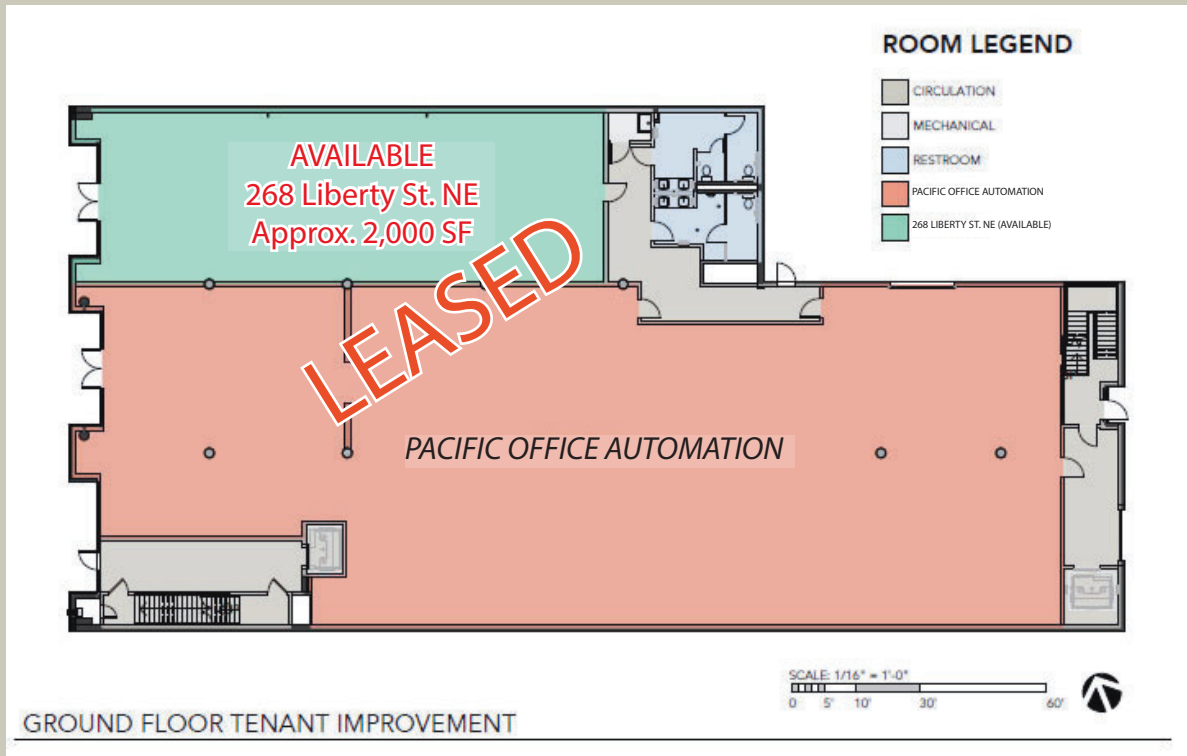 ROOM LEGEND
CIRCULATION
MECHANICAL
RESTROOM
PACIFIC OFFICE AUTOMATION
268 LIBERTY ST. NE (AVAILABLE)
AVAILABLE
268 Liberty St. NE
Approx. 2,000 SF
LEASED
PACIFIC OFFICE AUTOMATION
SCALE: 1/16" = 1'-0"
0 5' 10' 30' 60'
GROUND FLOOR TENANT IMPROVEMENT